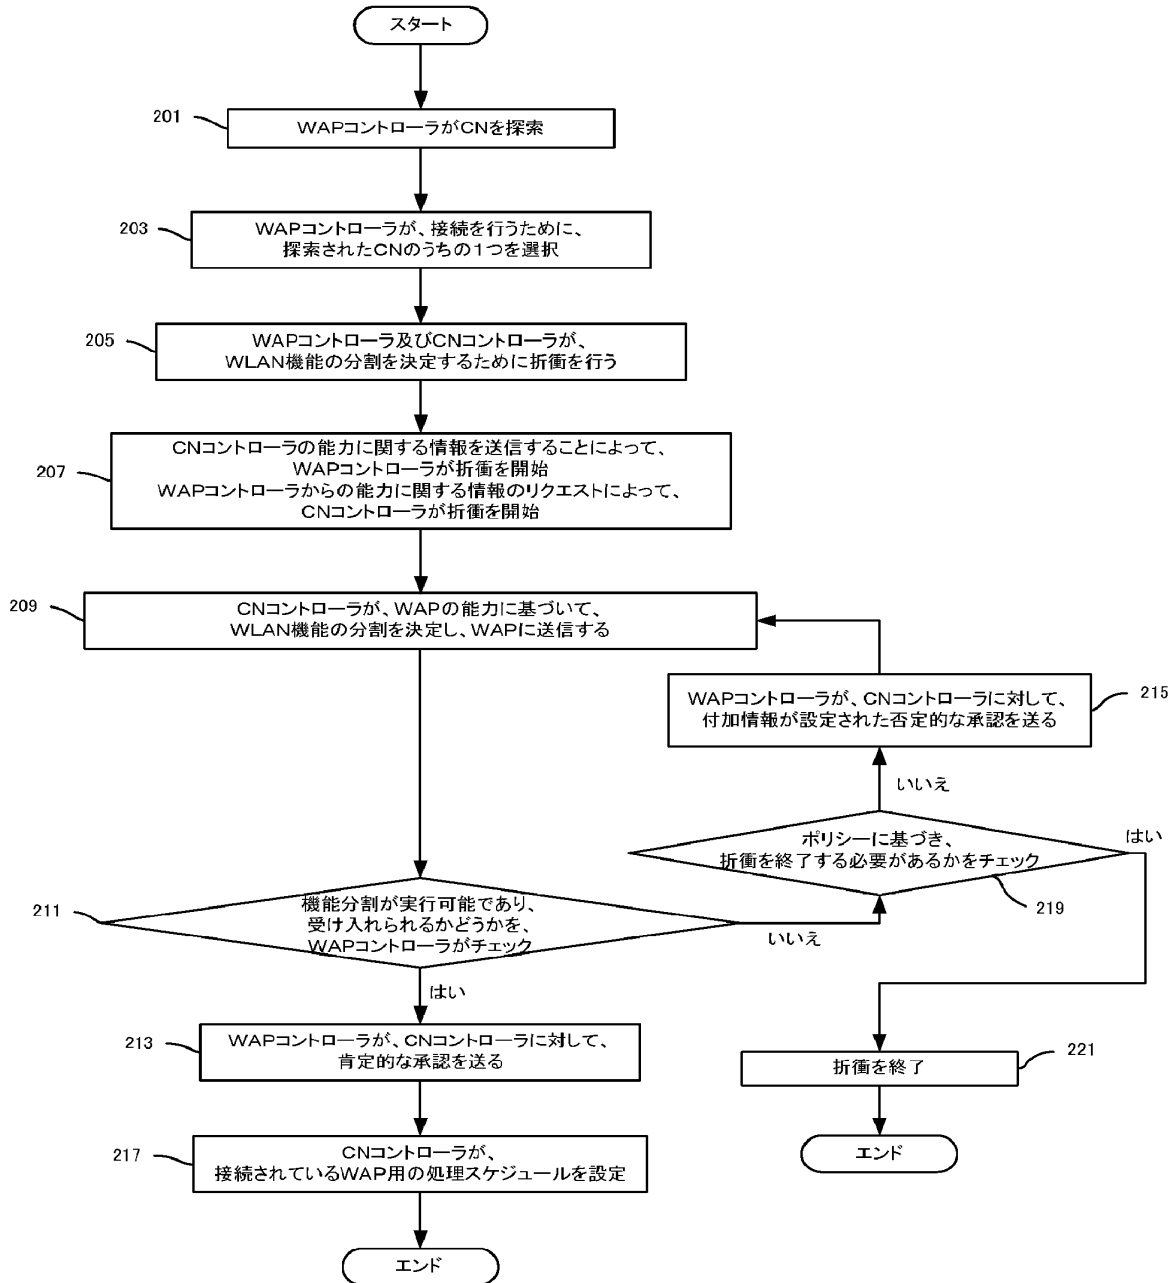 スタート
201
WAPコントローラがCNを探索
203
WAPコントローラが、接続を行うために、
探索されたCNのうちの1つを選択
205
WAPコントローラ及びCNコントローラが、
WLAN機能の分割を決定するために折衝を行う
207
CNコントローラの能力に関する情報を送信することによって、
WAPコントローラが折衝を開始
WAPコントローラからの能力に関する情報のリクエストによって、
CNコントローラが折衝を開始
209
CNコントローラが、WAPの能力に基づいて、
WLAN機能の分割を決定し、WAPに送信する
WAPコントローラが、CNコントローラに対して、
付加情報が設定された否定的な承認を送る
215
いいえ
ポリシーに基づき、
折衝を終了する必要があるかをチェック
はい
219
211
機能分割が実行可能であり、
受け入れられるかどうかを、
WAPコントローラがチェック
いいえ
はい
213
WAPコントローラが、CNコントローラに対して、
肯定的な承認を送る
折衝を終了
221
217
CNコントローラが、
接続されているWAP用の処理スケジュールを設定
エンド
エンド